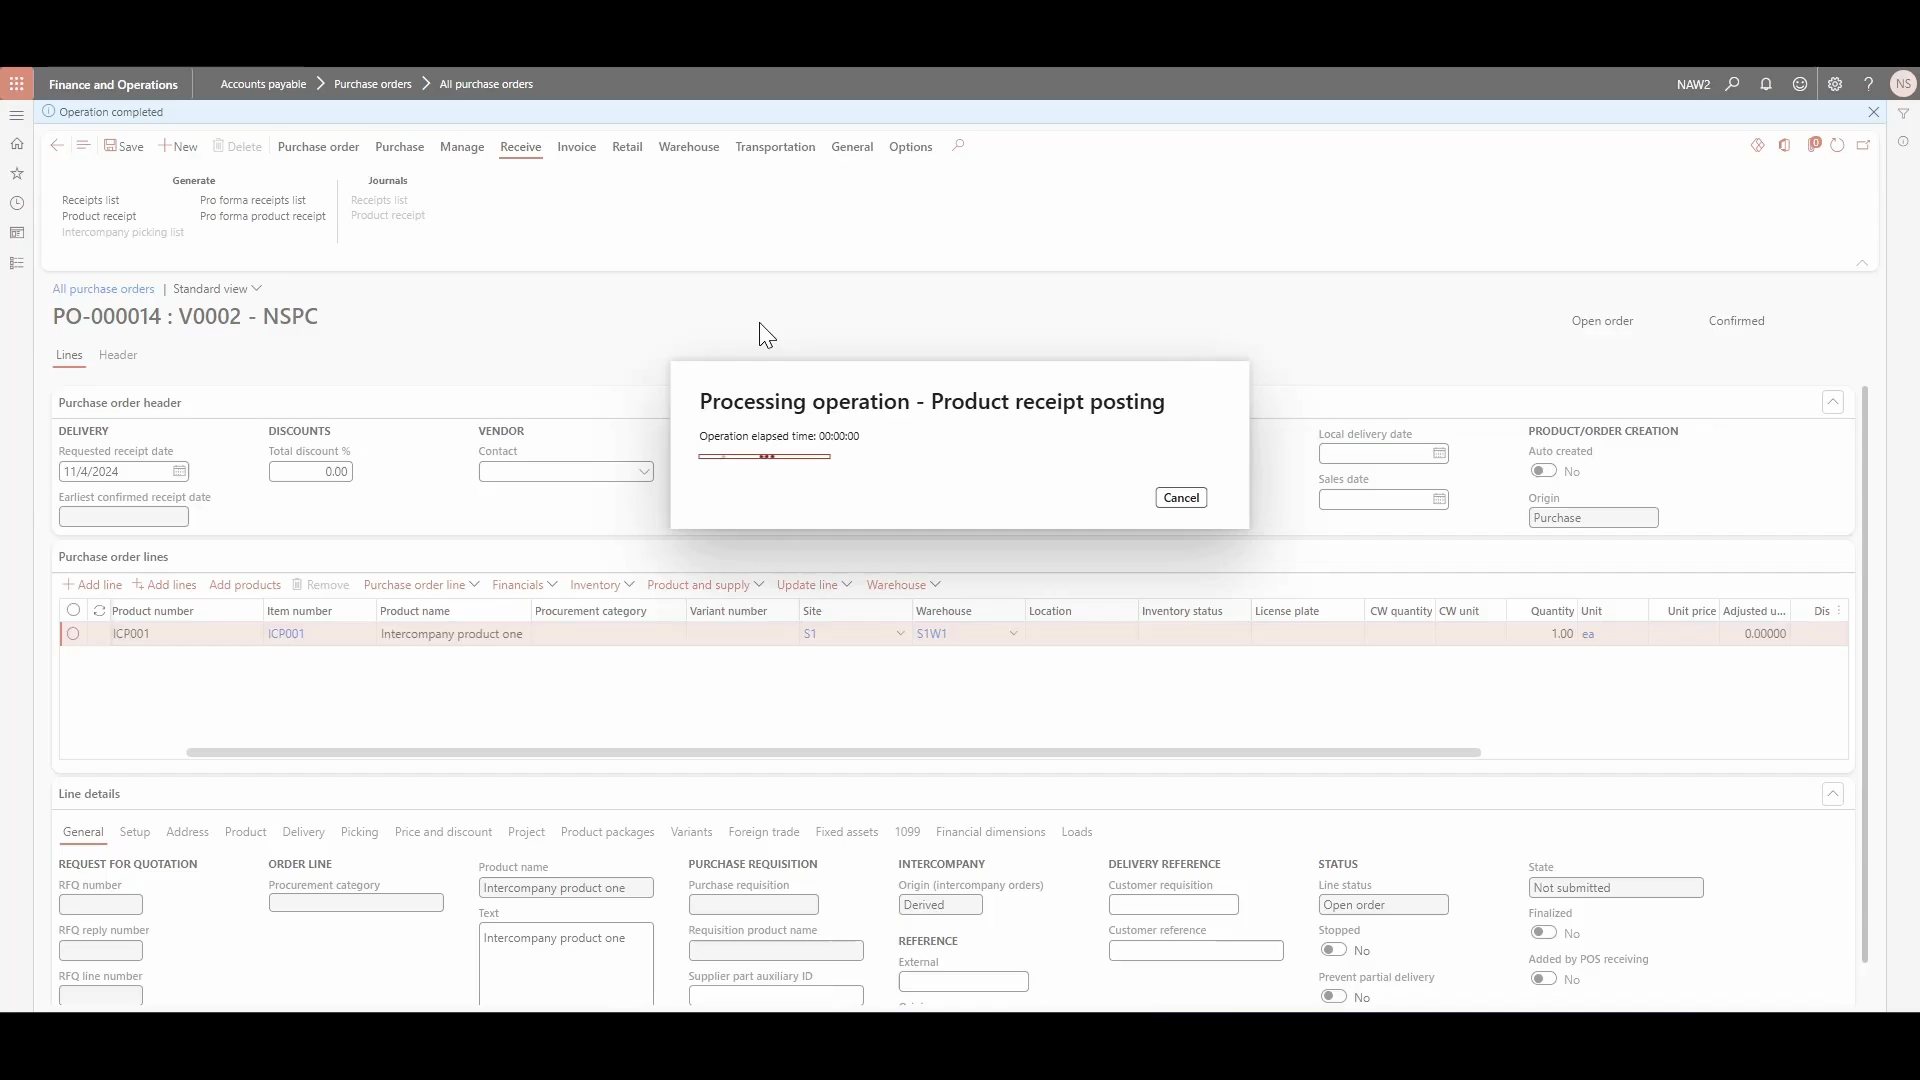 Finance and Operations
Accounts payable
Purchase orders
All purchase orders
NAW2
?
NS
Operation completed
Save
New
Delete
Purchase order
Purchase
Manage
Receive
Invoice
Retail
Warehouse
Transportation
General
Options
0
Generate
Journals
Receipts list
Pro forma receipts list
Receipts list
Product receipt
Pro forma product receipt
Product receipt
Intercompany picking list
All purchase orders | Standard view
PO-000014 : V0002 - NSPC
Open order
Confirmed
Lines
Header
Processing operation - Product receipt posting
Operation elapsed time: 00:00:00
Cancel
Purchase order header
DELIVERY
Requested receipt date
11/4/2024
Earliest confirmed receipt date
DISCOUNTS
Total discount %
0.00
VENDOR
Contact
Local delivery date
Sales date
PRODUCT/ORDER CREATION
Auto created
No
Origin
Purchase
Purchase order lines
Add line
Add lines
Add products
Remove
Purchase order line
Financials
Inventory
Product and supply
Update line
Warehouse
Product number
Item number
Product name
Procurement category
Variant number
Site
Warehouse
Location
Inventory status
License plate
CW quantity
CW unit
Quantity
Unit
Unit price
Adjusted u...
Dis
ICP001
ICP001
Intercompany product one
S1
S1W1
1.00
ea
0.00000
Line details
General
Setup
Address
Product
Delivery
Picking
Price and discount
Project
Product packages
Variants
Foreign trade
Fixed assets
1099
Financial dimensions
Loads
REQUEST FOR QUOTATION
RFQ number
RFQ reply number
RFQ line number
ORDER LINE
Procurement category
Product name
Intercompany product one
Text
Intercompany product one
PURCHASE REQUISITION
Purchase requisition
Requisition product name
Supplier part auxiliary ID
INTERCOMPANY
Origin (intercompany orders)
Derived
REFERENCE
External
DELIVERY REFERENCE
Customer requisition
Customer reference
STATUS
Line status
Open order
Stopped
No
Prevent partial delivery
No
State
Not submitted
Finalized
No
Added by POS receiving
No